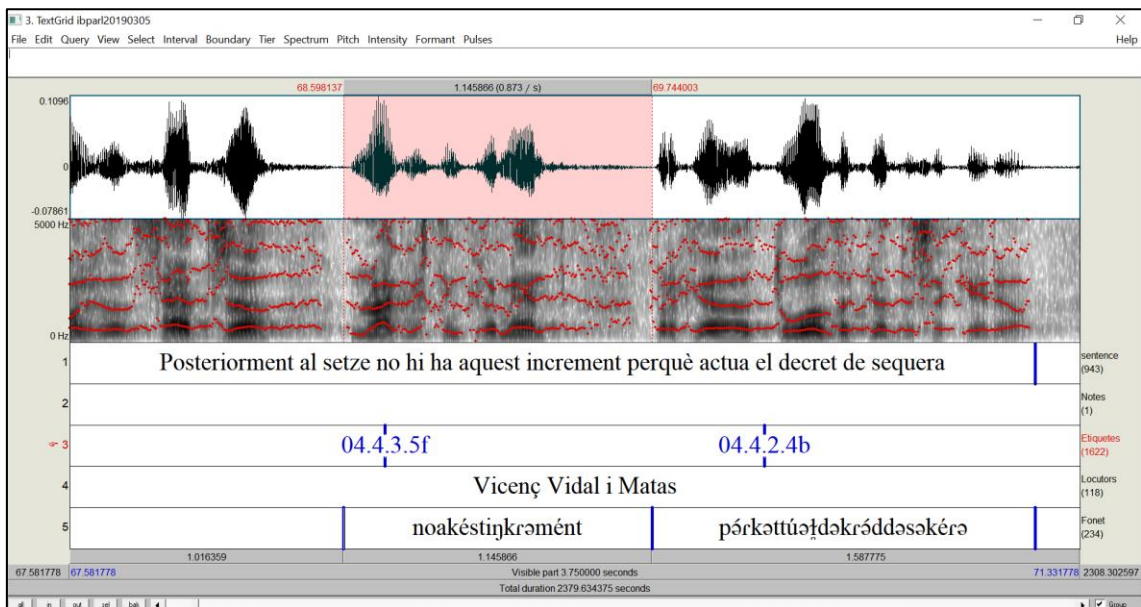 3. TextGrid ibparl20190305
File Edit Query View Select Interval Boundary Tier Spectrum Pitch Intensity Formant Pulses Help
68.598137 1.145866 (0.873 / s) 69.744003
0.1096
0
-0.07861
5000 Hz
0 Hz
1 Posteriorment al setze no hi ha aquest increment perquè actua el decret de sequera sentence (943)
2 Notes (1)
3 04.4.3.5f 04.4.2.4b Etiquetes (1622)
4 Vicenç Vidal i Matas Locutors (118)
5 noakéstiŋkɾəmént Fonet (234)
1.016359 1.145866 1.587775
67.581778 67.581778 Visible part 3.750000 seconds 71.331778 2308.302597
Total duration 2379.634375 seconds
all in out sel bak Group